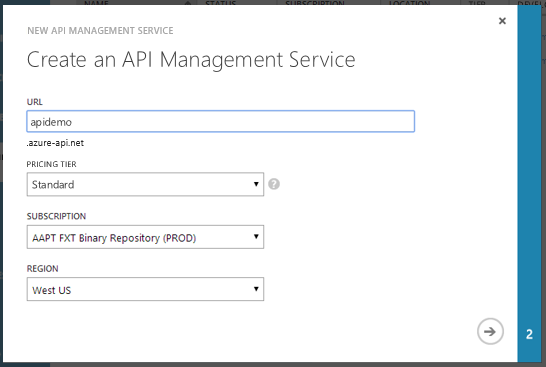 NAME STATUS SUBSCRIPTION LOCATION TIER
NEW API MANAGEMENT SERVICE
Create an API Management Service
URL
apidemo
.azure-api.net
PRICING TIER
Standard
?
SUBSCRIPTION
AAPT FXT Binary Repository (PROD)
REGION
West US
2